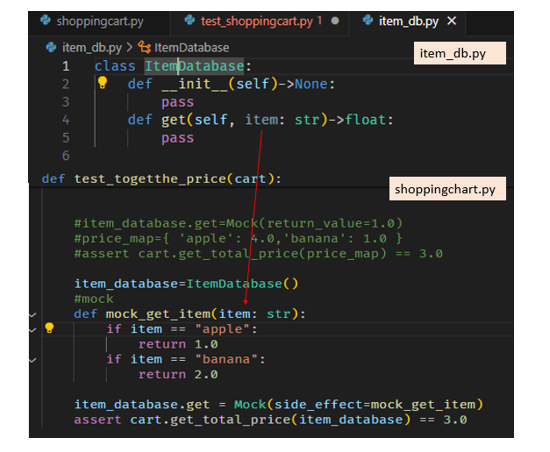 shoppingcart.py test_shoppingcart.py 1 item_db.py
item_db.py > ItemDatabase
item_db.py
1 class ItemDatabase:
2 def __init__(self)->None:
3 pass
4 def get(self, item: str)->float:
5 pass
6
def test_togetthe_price(cart):
shoppingchart.py
#item_database.get=Mock(return_value=1.0)
#price_map={ 'apple': 4.0,'banana': 1.0 }
#assert cart.get_total_price(price_map) == 3.0
item_database=ItemDatabase()
#mock
def mock_get_item(item: str):
if item == "apple":
return 1.0
if item == "banana":
return 2.0
item_database.get = Mock(side_effect=mock_get_item)
assert cart.get_total_price(item_database) == 3.0